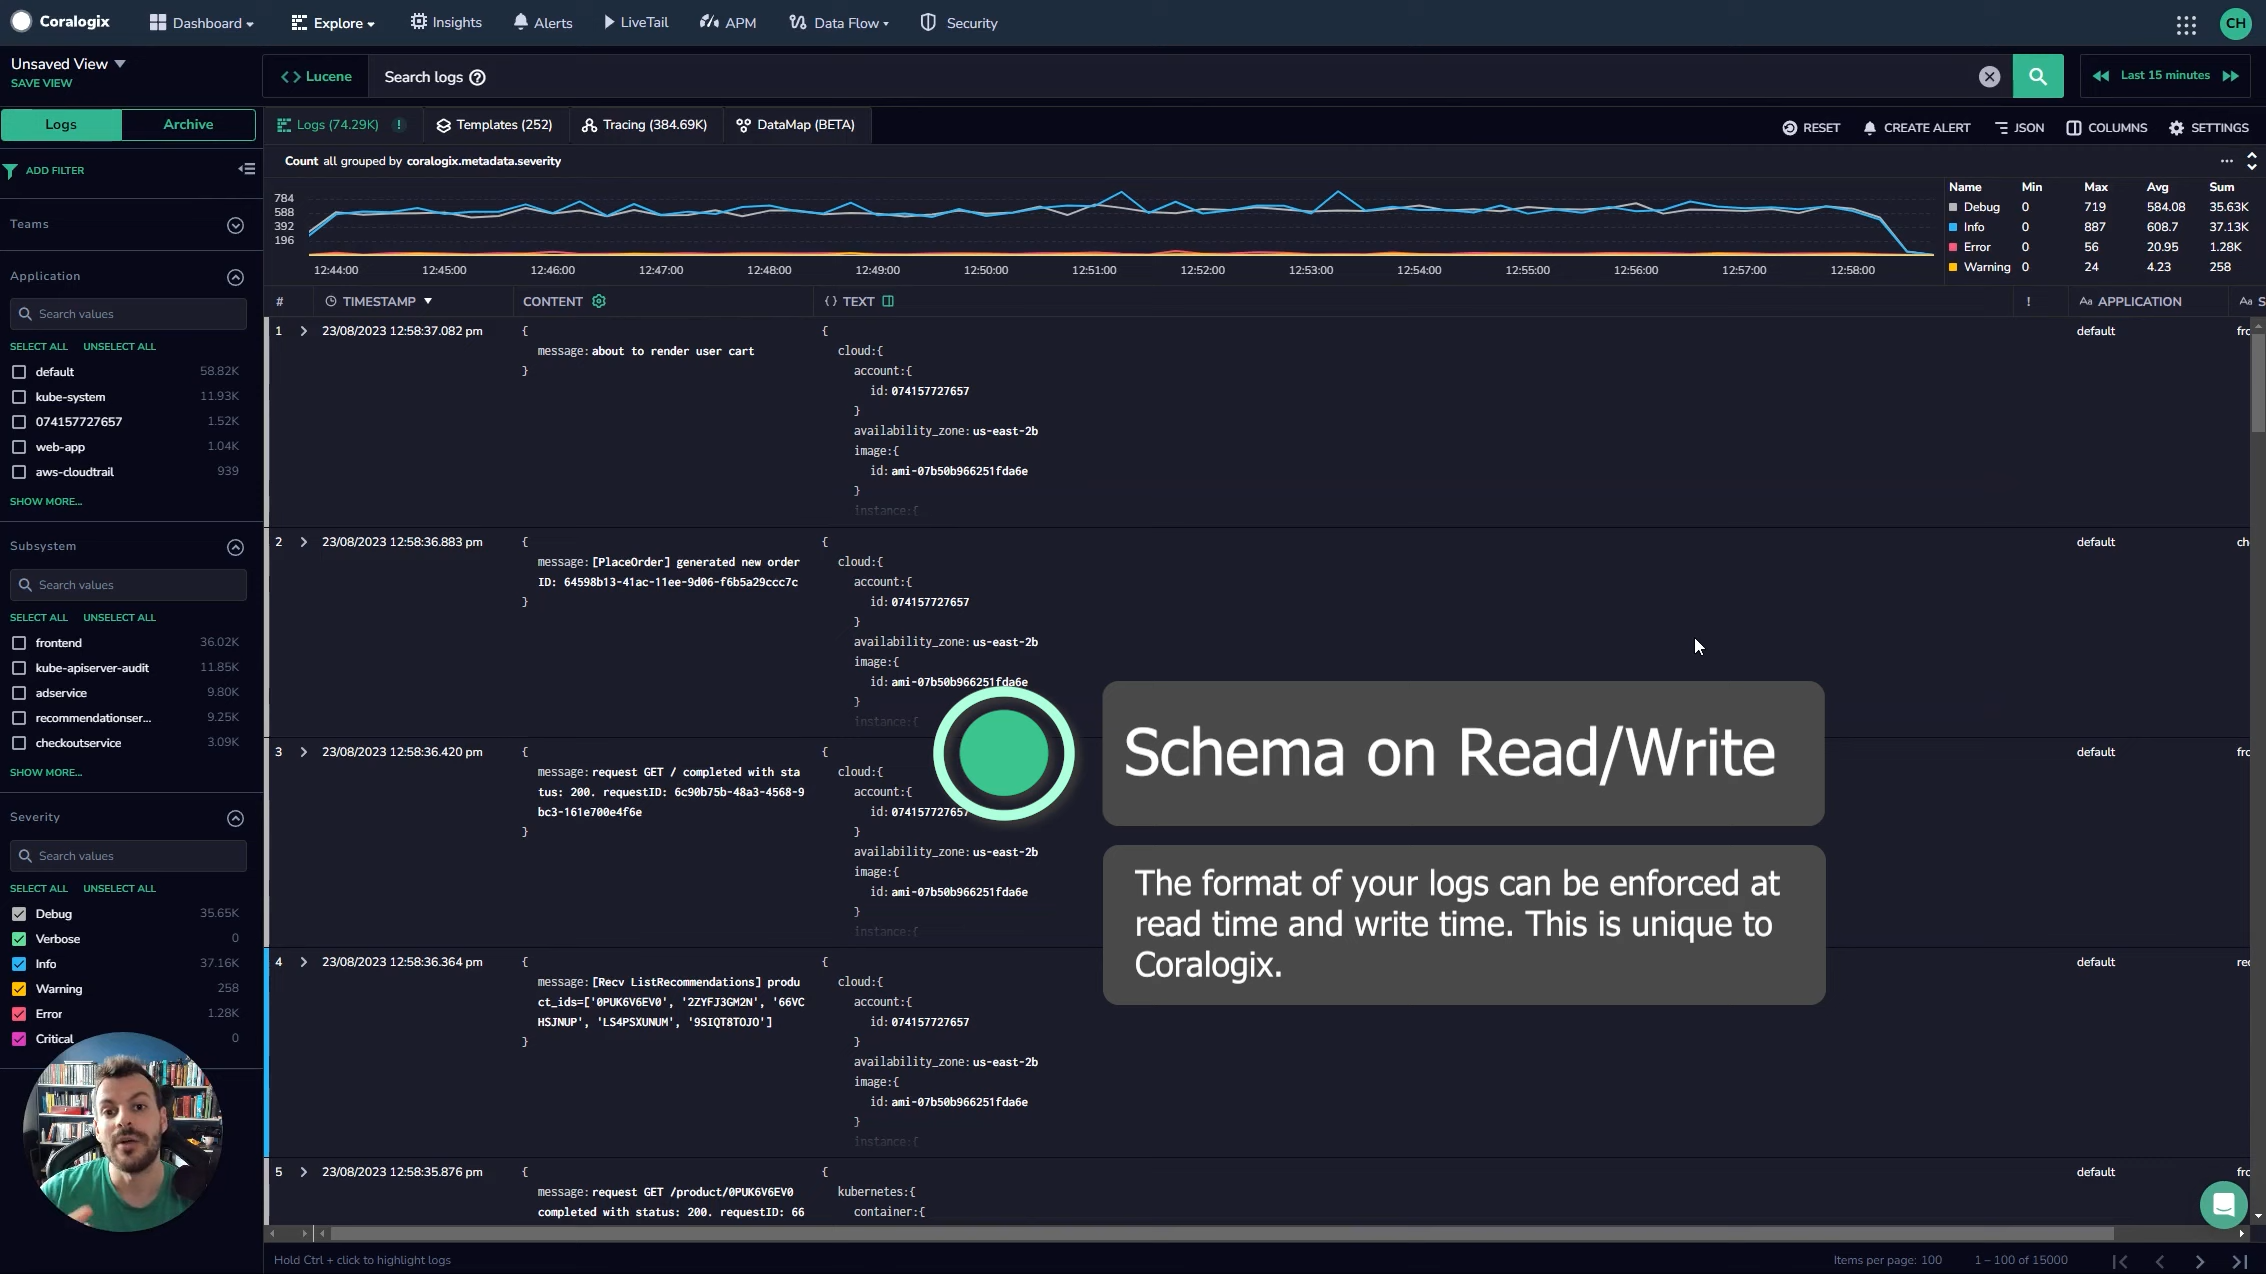 Coralogix
Dashboard
Explore
Insights
Alerts
LiveTail
APM
Data Flow
Security
CH
Unsaved View
SAVE VIEW
<> Lucene
Search logs
Last 15 minutes
Logs
Archive
Logs (74.29K) !
Templates (252)
Tracing (384.69K)
DataMap (BETA)
RESET
CREATE ALERT
JSON
COLUMNS
SETTINGS
ADD FILTER
Count all grouped by coralogix.metadata.severity
...
784
588
392
196
12:44:00 12:45:00 12:46:00 12:47:00 12:48:00 12:49:00 12:50:00 12:51:00 12:52:00 12:53:00 12:54:00 12:55:00 12:56:00 12:57:00 12:58:00
Name Min Max Avg Sum
Debug 0 719 584.08 35.63K
Info 0 887 608.7 37.13K
Error 0 56 20.95 1.28K
Warning 0 24 4.23 258
Teams
Application
Search values
SELECT ALL UNSELECT ALL
default 58.82K
kube-system 11.93K
074157727657 1.52K
web-app 1.04K
aws-cloudtrail 939
SHOW MORE...
Subsystem
Search values
SELECT ALL UNSELECT ALL
frontend 36.02K
kube-apiserver-audit 11.85K
adservice 9.80K
recommendationser... 9.25K
checkoutservice 3.09K
SHOW MORE...
Severity
Search values
SELECT ALL UNSELECT ALL
Debug 35.65K
Verbose 0
Info 37.16K
Warning 258
Error 1.28K
Critical 0
# TIMESTAMP CONTENT {} TEXT ! Aa APPLICATION Aa S
1 > 23/08/2023 12:58:37.082 pm
{
message: about to render user cart
}
{
cloud:{
account:{
id: 074157727657
}
availability_zone: us-east-2b
image:{
id: ami-07b50b966251fda6e
}
instance:{
default
frc
2 > 23/08/2023 12:58:36.883 pm
{
message: [PlaceOrder] generated new order
ID: 64598b13-41ac-11ee-9d06-f6b5a29ccc7c
}
{
cloud:{
account:{
id: 074157727657
}
availability_zone: us-east-2b
image:{
id: ami-07b50b966251fda6e
}
instance:{
default
ch
3 > 23/08/2023 12:58:36.420 pm
{
message: request GET / completed with sta
tus: 200. requestID: 6c90b75b-48a3-4568-9
bc3-161e700e4f6e
}
{
cloud:{
account:{
id: 074157727657
}
availability_zone: us-east-2b
image:{
id: ami-07b50b966251fda6e
}
instance:{
default
frc
Schema on Read/Write
The format of your logs can be enforced at
read time and write time. This is unique to
Coralogix.
4 > 23/08/2023 12:58:36.364 pm
{
message: [Recv ListRecommendations] produ
ct_ids=['0PUK6V6EV0', '2ZYFJ3GM2N', '66VC
HSJNUP', 'LS4PSXUNUM', '9SIQT8TOJO']
}
{
cloud:{
account:{
id: 074157727657
}
availability_zone: us-east-2b
image:{
id: ami-07b50b966251fda6e
}
instance:{
default
rec
5 > 23/08/2023 12:58:35.876 pm
{
message: request GET /product/0PUK6V6EV0
completed with status: 200. requestID: 66
{
kubernetes:{
container:{
default
frc
Hold Ctrl + click to highlight logs
Items per page: 100
1 – 100 of 15000